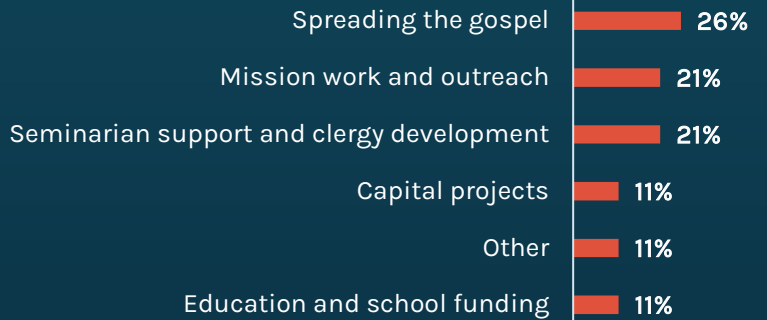 Spreading the gospel 26%
Mission work and outreach 21%
Seminarian support and clergy development 21%
Capital projects 11%
Other 11%
Education and school funding 11%